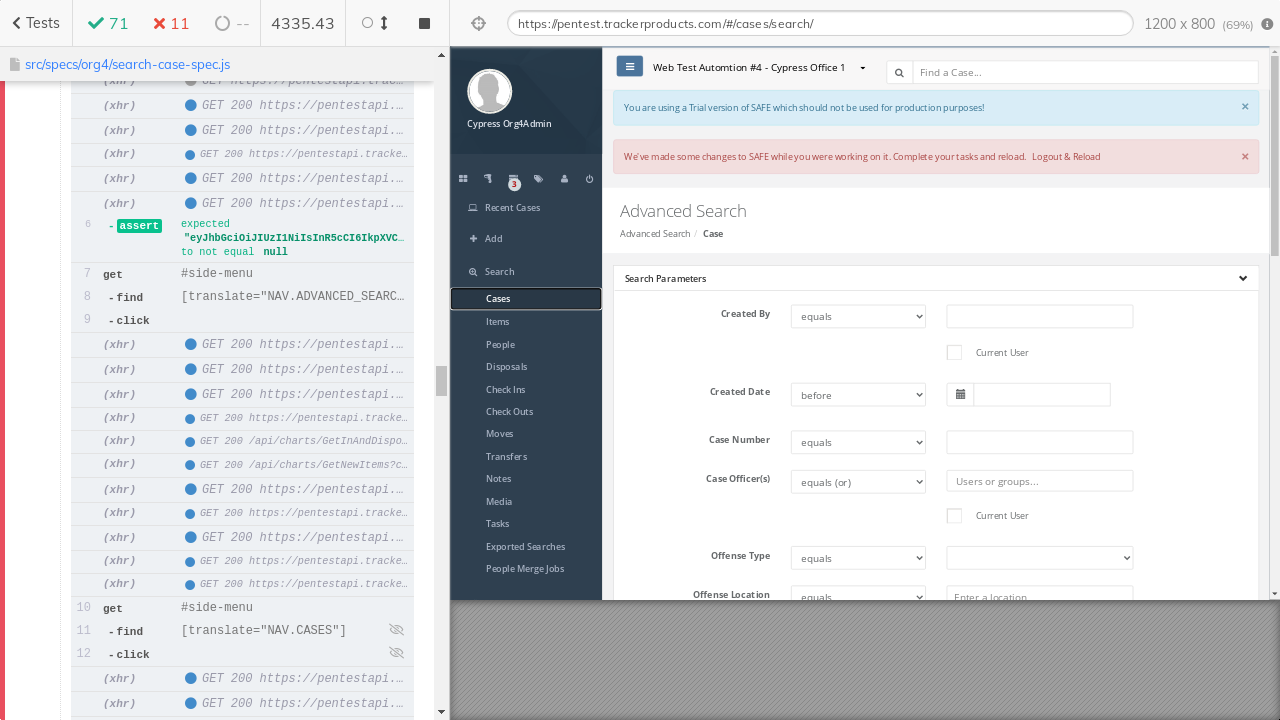 Tests
71
11
--
4335.43
https://pentest.trackerproducts.com/#/cases/search/
1200 x 800 (69%)
src/specs/org4/search-case-spec.js
(xhr) GET 200 https://pentestapi.…
(xhr) GET 200 https://pentestapi.…
(xhr) GET 200 https://pentestapi.tracke…
(xhr) GET 200 https://pentestapi.…
(xhr) GET 200 https://pentestapi.…
6 - assert expected
"eyJhbGciOiJIUzI1NiIsInR5cCI6IkpXVC…
to not equal null
7 get #side-menu
8 - find [translate="NAV.ADVANCED_SEARC…
9 - click
(xhr) GET 200 https://pentestapi.…
(xhr) GET 200 https://pentestapi.…
(xhr) GET 200 https://pentestapi.…
(xhr) GET 200 https://pentestapi.tracke…
(xhr) GET 200 /api/charts/GetInAndDispo…
(xhr) GET 200 /api/charts/GetNewItems?c…
(xhr) GET 200 https://pentestapi.…
(xhr) GET 200 https://pentestapi.tracke…
(xhr) GET 200 https://pentestapi.…
(xhr) GET 200 https://pentestapi.tracke…
(xhr) GET 200 https://pentestapi.tracke…
10 get #side-menu
11 - find [translate="NAV.CASES"]
12 - click
(xhr) GET 200 https://pentestapi.…
(xhr) GET 200 https://pentestapi.…
Cypress Org4Admin
3
Recent Cases
Add
Search
Cases
Items
People
Disposals
Check Ins
Check Outs
Moves
Transfers
Notes
Media
Tasks
Exported Searches
People Merge Jobs
Web Test Automtion #4 - Cypress Office 1
Find a Case...
You are using a Trial version of SAFE which should not be used for production purposes! ×
We've made some changes to SAFE while you were working on it. Complete your tasks and reload. Logout & Reload ×
Advanced Search
Advanced Search / Case
Search Parameters
Created By equals
Current User
Created Date before
Case Number equals
Case Officer(s) equals (or) Users or groups...
Current User
Offense Type equals
Offense Location equals Enter a location